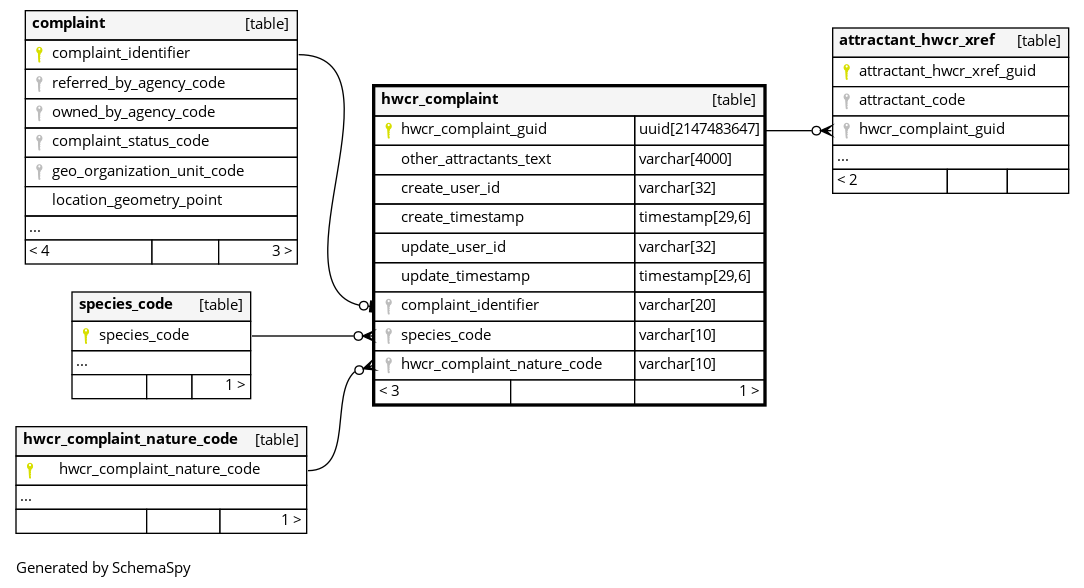 complaint [table]
complaint_identifier
referred_by_agency_code
owned_by_agency_code
complaint_status_code
geo_organization_unit_code
location_geometry_point
...
< 4 3 >
species_code [table]
species_code
...
1 >
hwcr_complaint_nature_code [table]
hwcr_complaint_nature_code
...
1 >
hwcr_complaint [table]
hwcr_complaint_guid uuid[2147483647]
other_attractants_text varchar[4000]
create_user_id varchar[32]
create_timestamp timestamp[29,6]
update_user_id varchar[32]
update_timestamp timestamp[29,6]
complaint_identifier varchar[20]
species_code varchar[10]
hwcr_complaint_nature_code varchar[10]
< 3 1 >
attractant_hwcr_xref [table]
attractant_hwcr_xref_guid
attractant_code
hwcr_complaint_guid
...
< 2
Generated by SchemaSpy